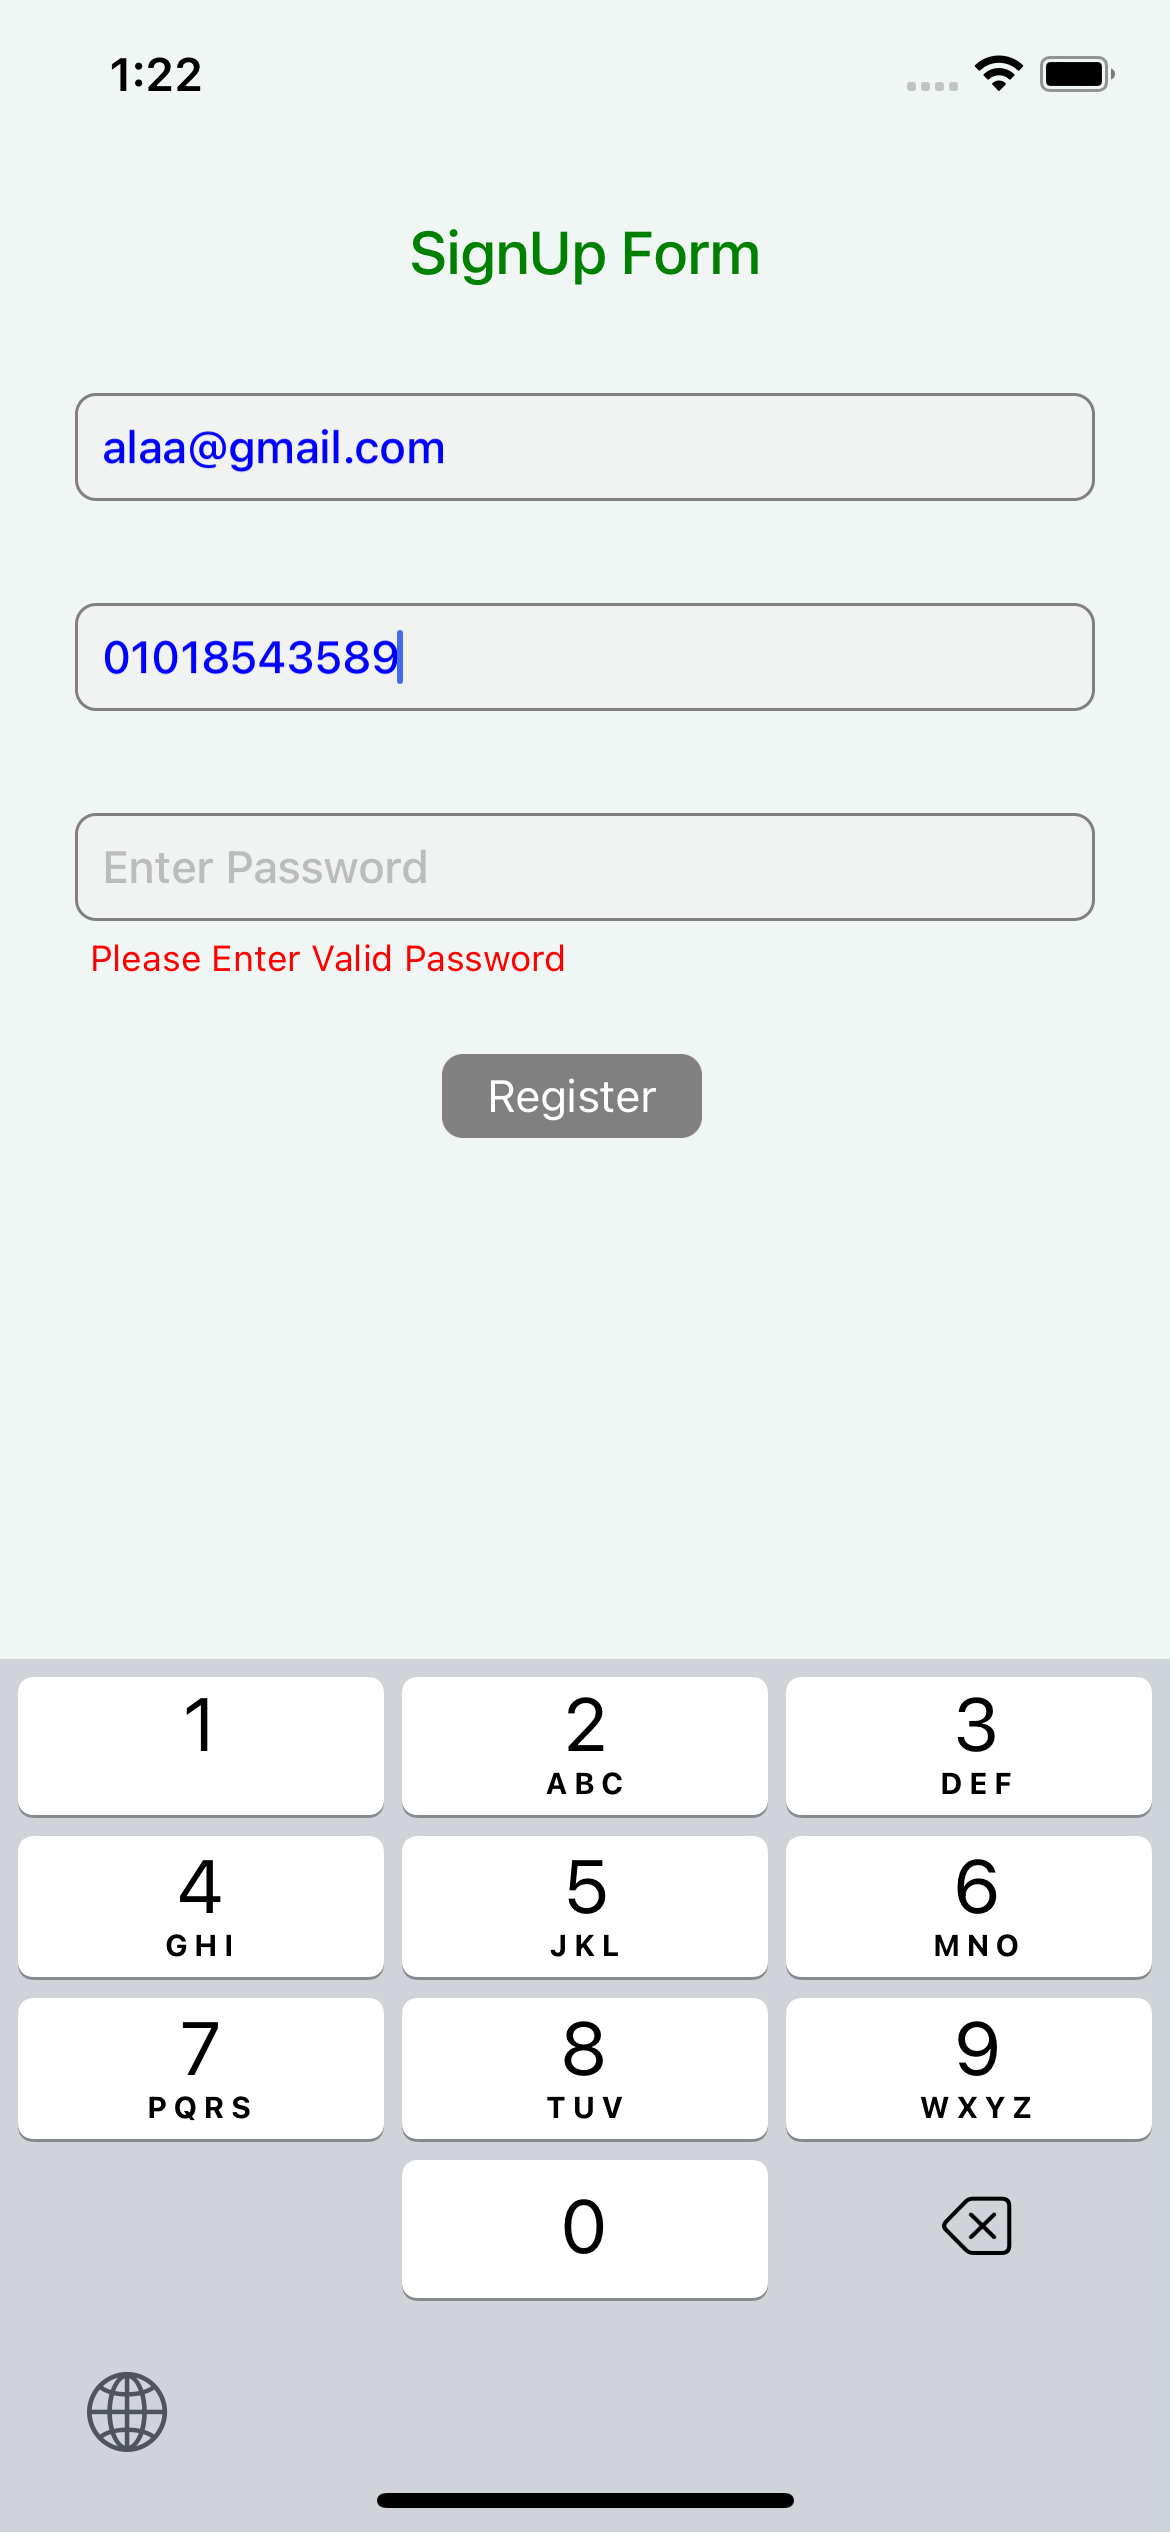 1:22
SignUp Form
alaa@gmail.com
01018543589
Enter Password
Please Enter Valid Password
Register
1
2
ABC
3
DEF
4
GHI
5
JKL
6
MNO
7
PQRS
8
TUV
9
WXYZ
0